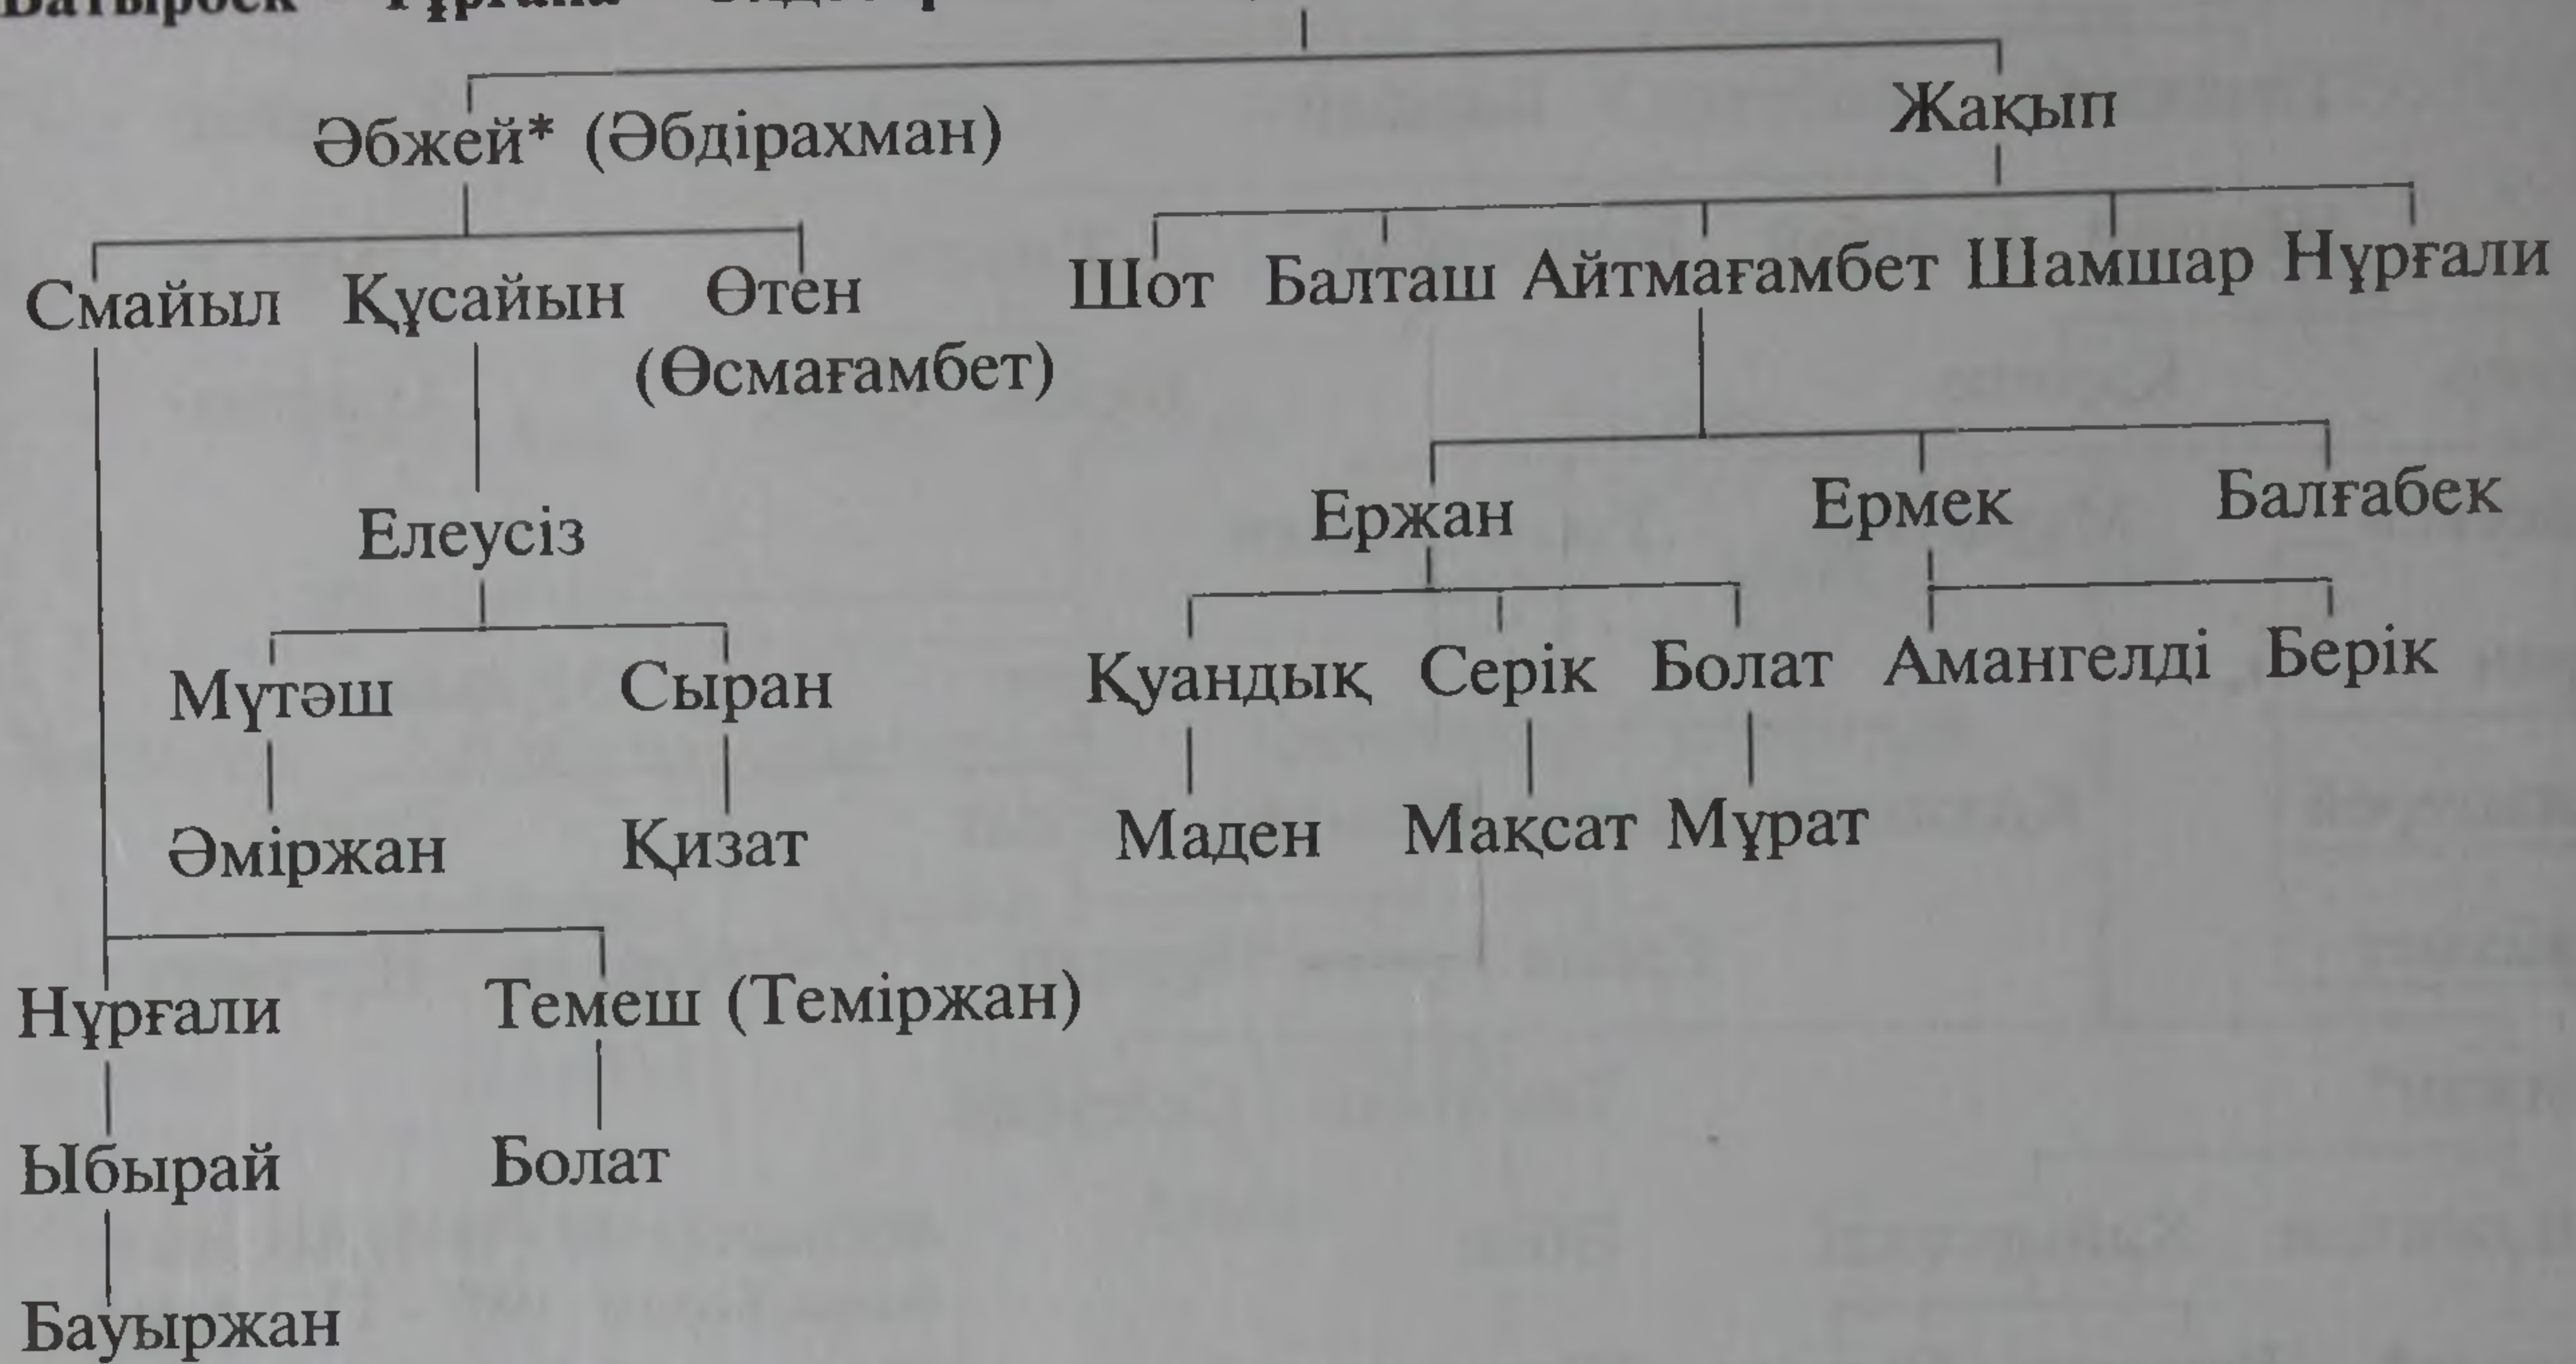 Әбжей* (Әбдірахман) Жақып
Смайыл Құсайын Өтен Шот Балташ Айтмағамбет Шамшар Нұрғали
(Өсмағамбет)
Елеусіз Ержан Ермек Балғабек
Мүтәш Сыран Қуандық Серік Болат Амангелді Берік
Әміржан Қизат Маден Мақсат Мұрат
Нұрғали Темеш (Теміржан)
Ыбырай Болат
Бауыржан